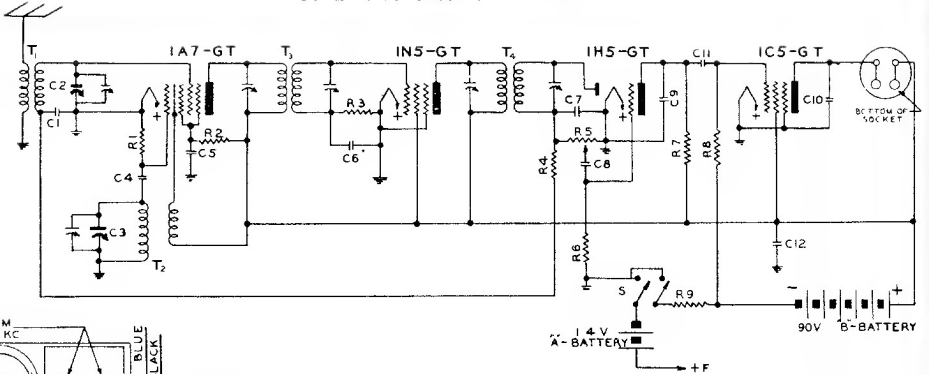 T1
1A7-GT
T3
1N5-GT
T4
1H5-GT
C11
1C5-GT
C2
C1
R1
+
R2
C5
C4
R3
+
C6
C7
+
R5
C8
R4
C9
R7
R8
+
C10
BOTTOM OF
SOCKET
C3
T2
R6
C12
S
R9
-
+
90V "B"-BATTERY
1.4 V
"A"-BATTERY
+F
M
KC
BLUE
LACK